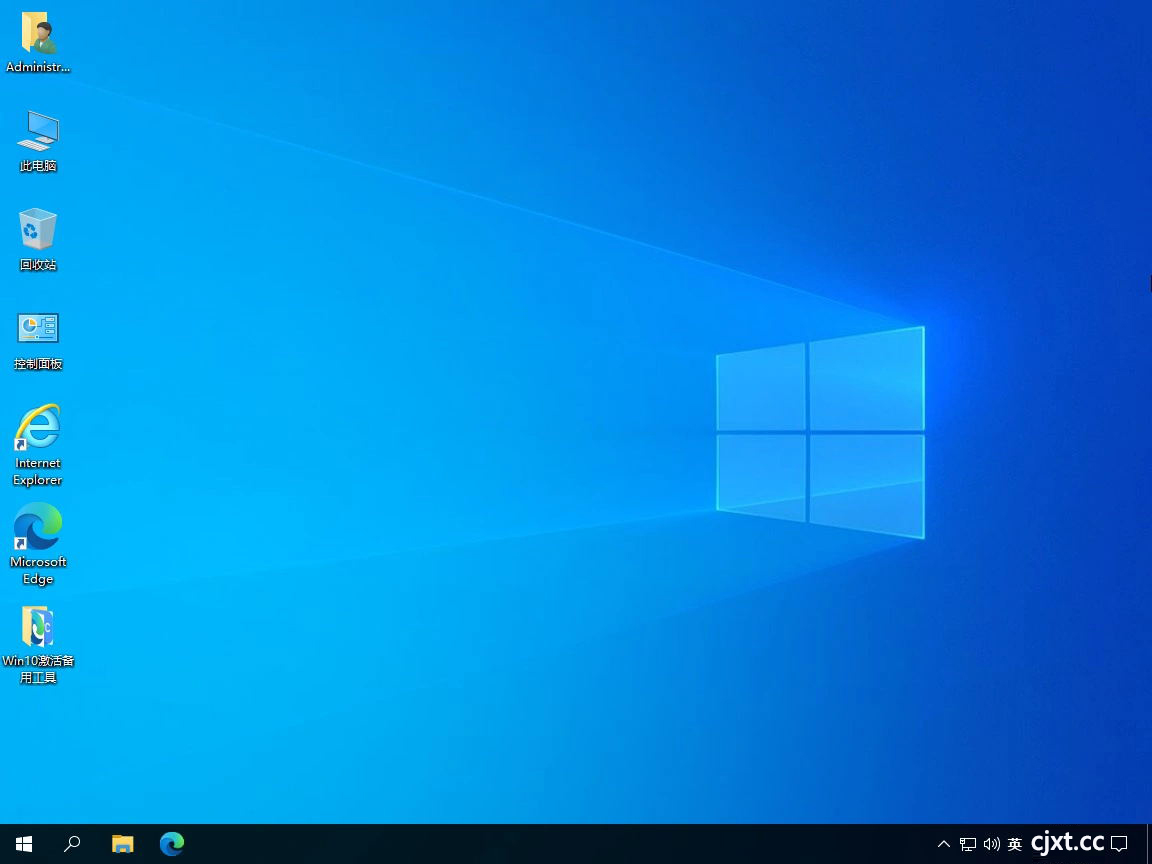 Administr...
此电脑
回收站
控制面板
Internet
Explorer
Microsoft
Edge
Win10激活备
用工具
英
cjxt.cc